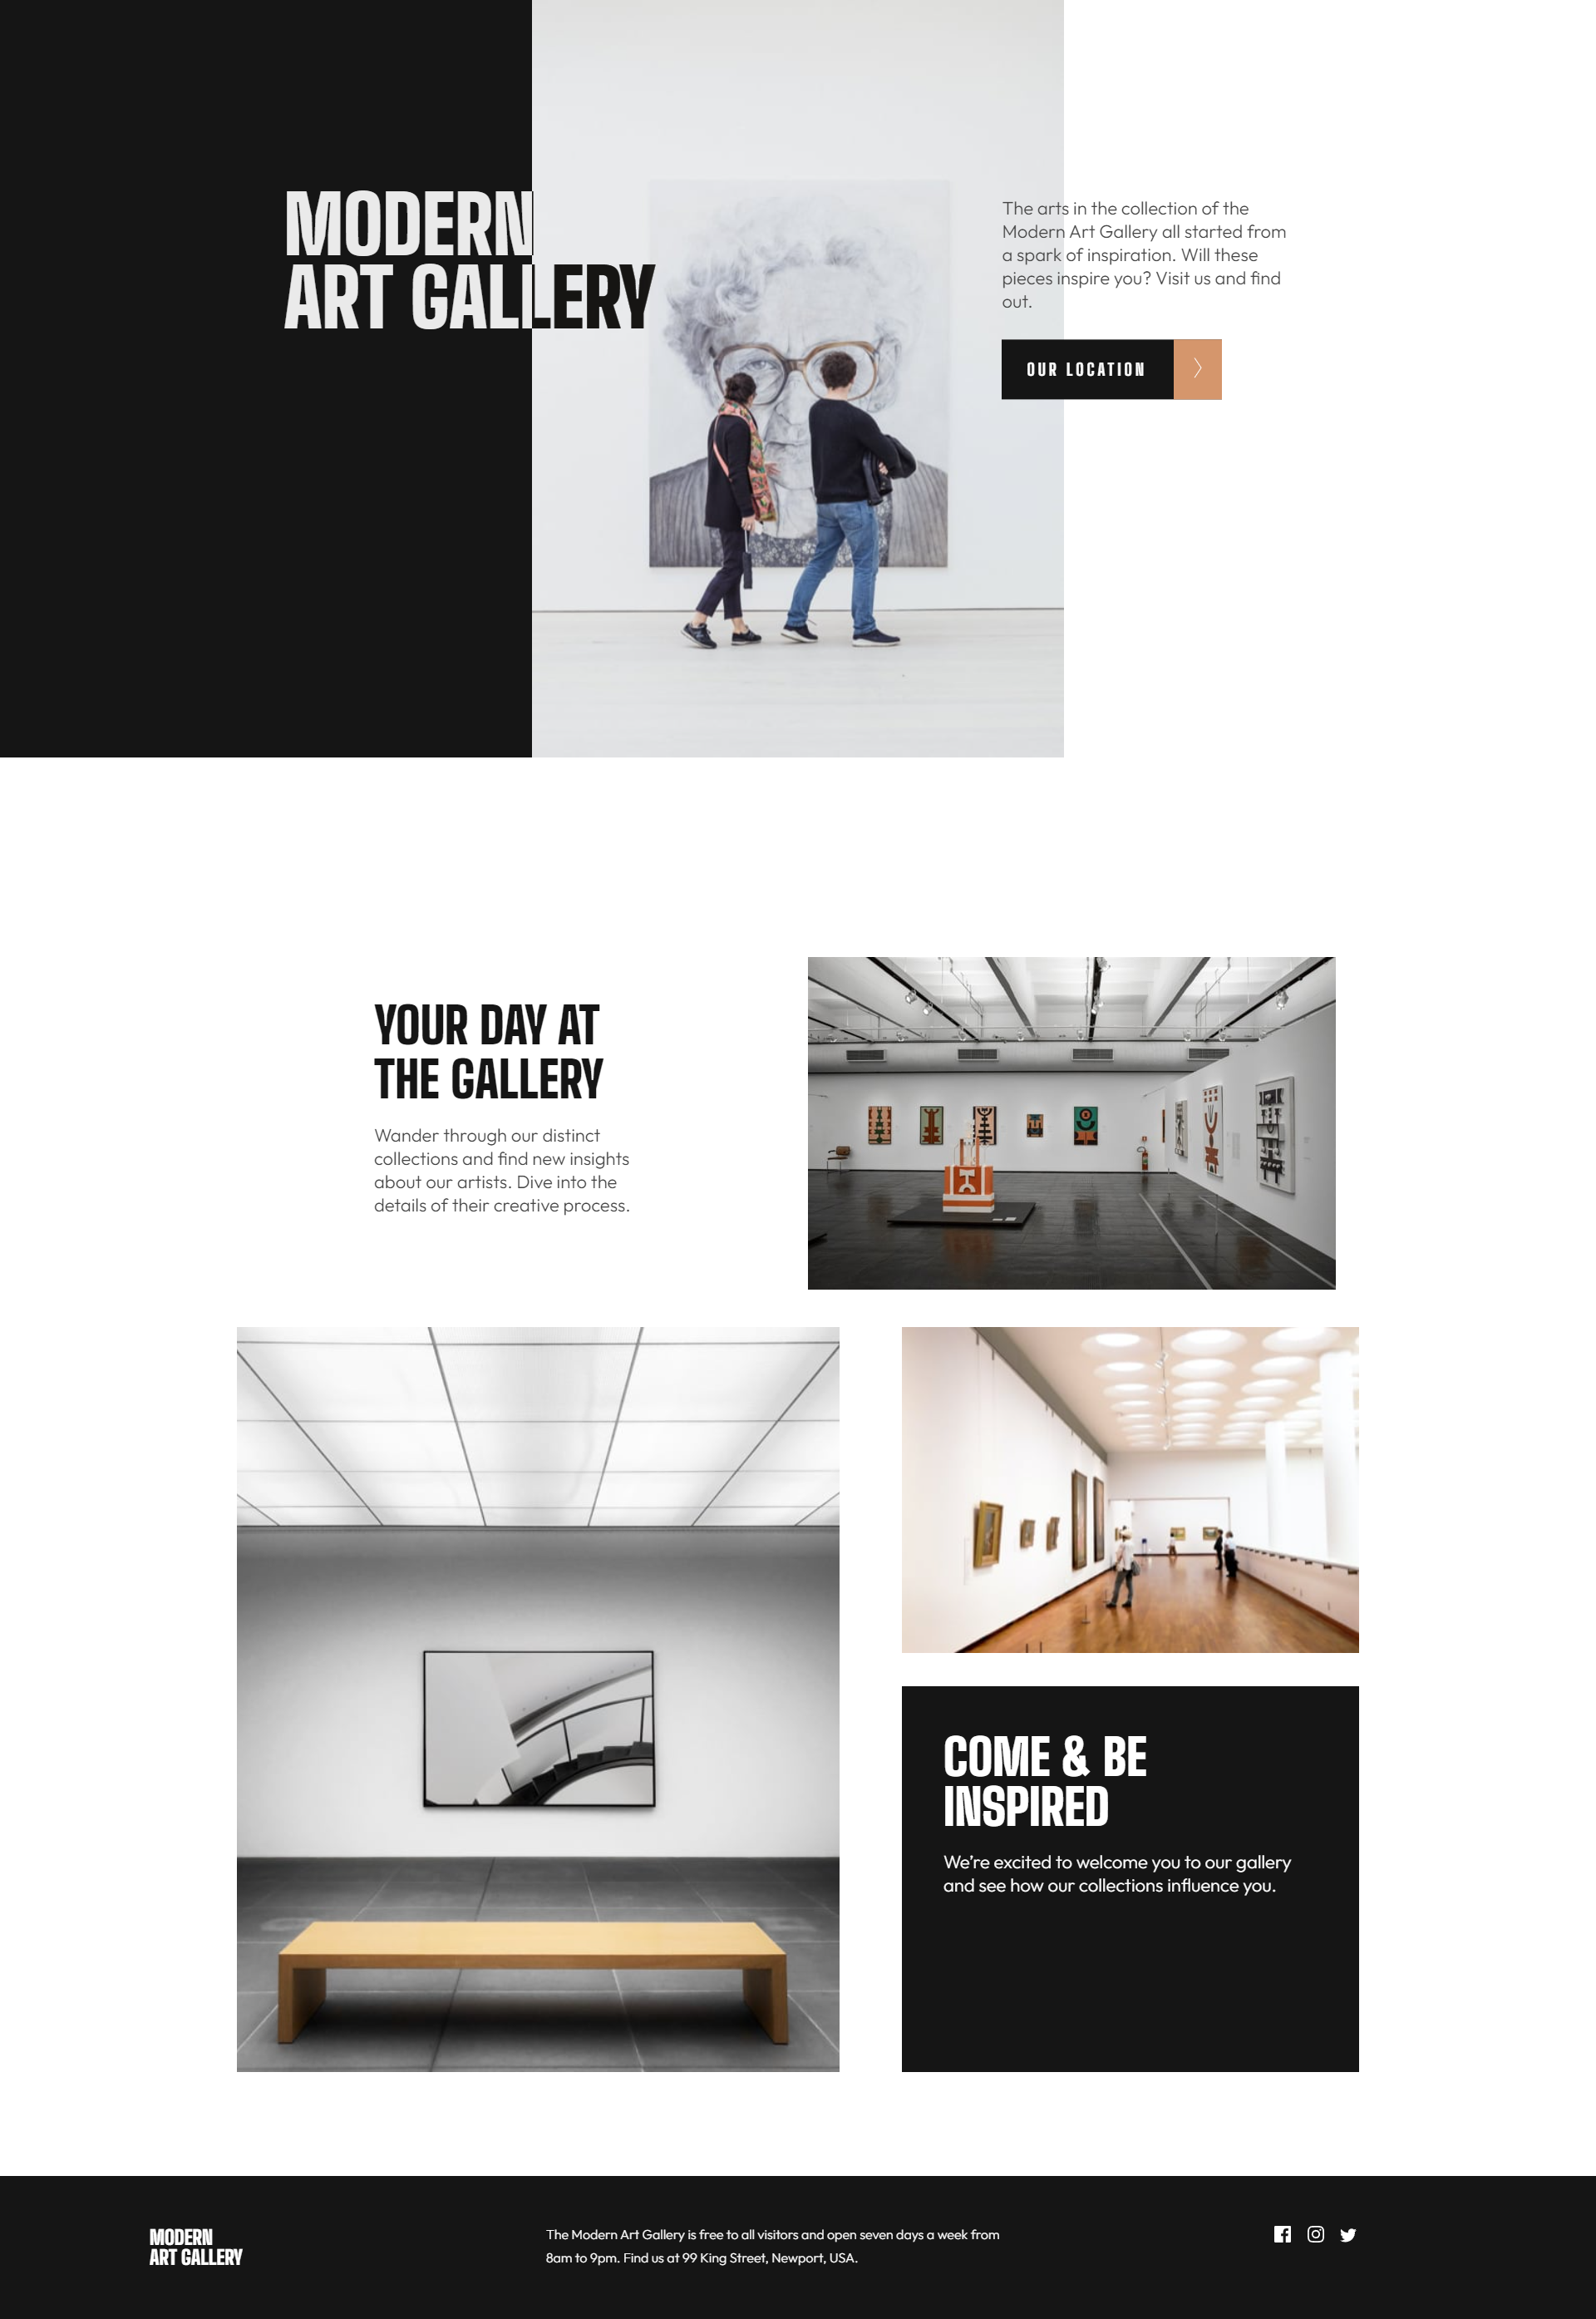 MODERN
ART GALLERY
The arts in the collection of the
Modern Art Gallery all started from
a spark of inspiration. Will these
pieces inspire you? Visit us and find
out.
OUR LOCATION
YOUR DAY AT
THE GALLERY
Wander through our distinct
collections and find new insights
about our artists. Dive into the
details of their creative process.
COME & BE
INSPIRED
We’re excited to welcome you to our gallery
and see how our collections influence you.
MODERN
ART GALLERY
The Modern Art Gallery is free to all visitors and open seven days a week from
8am to 9pm. Find us at 99 King Street, Newport, USA.